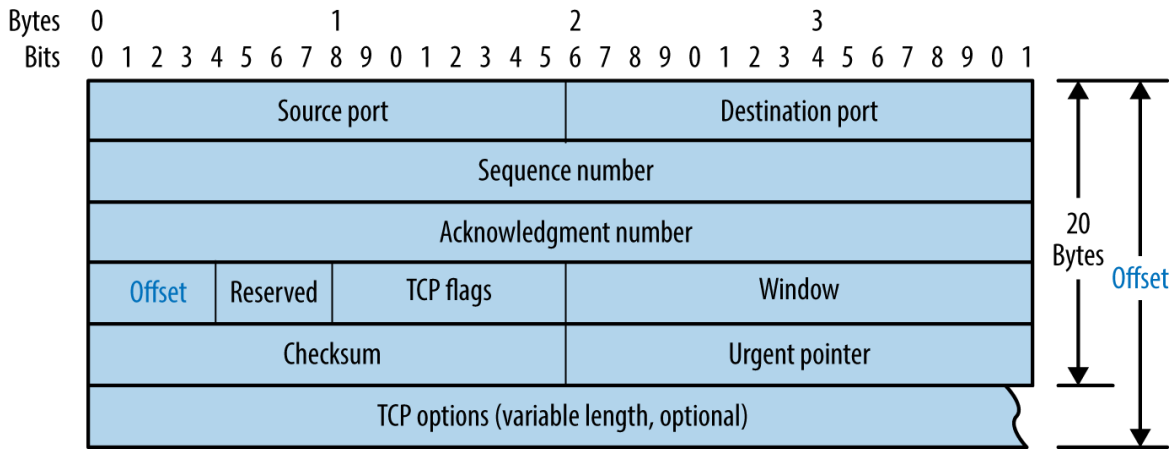 Bytes 0 1 2 3
Bits 0 1 2 3 4 5 6 7 8 9 0 1 2 3 4 5 6 7 8 9 0 1 2 3 4 5 6 7 8 9 0 1
Source port Destination port
Sequence number
Acknowledgment number
Offset Reserved TCP flags Window
Checksum Urgent pointer
TCP options (variable length, optional)
20
Bytes
Offset